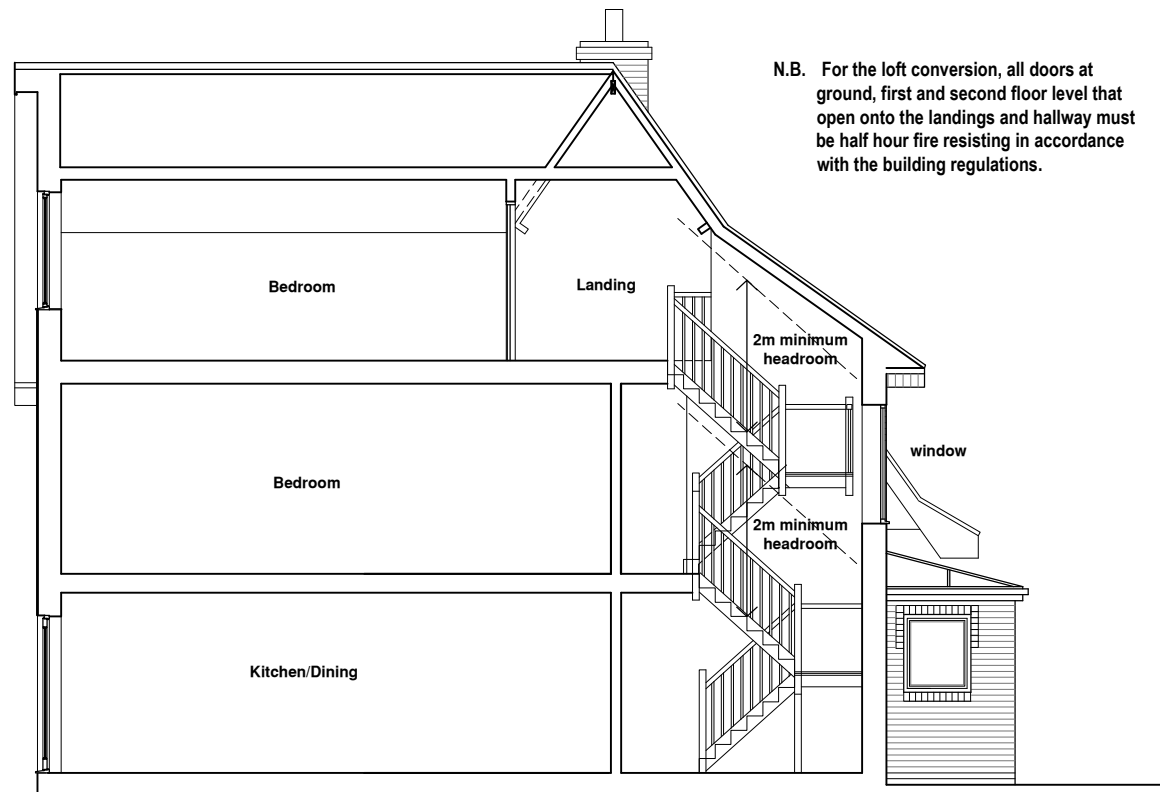 N.B. For the loft conversion, all doors at
ground, first and second floor level that
open onto the landings and hallway must
be half hour fire resisting in accordance
with the building regulations.
Bedroom
Landing
2m minimum
headroom
window
Bedroom
2m minimum
headroom
Kitchen/Dining